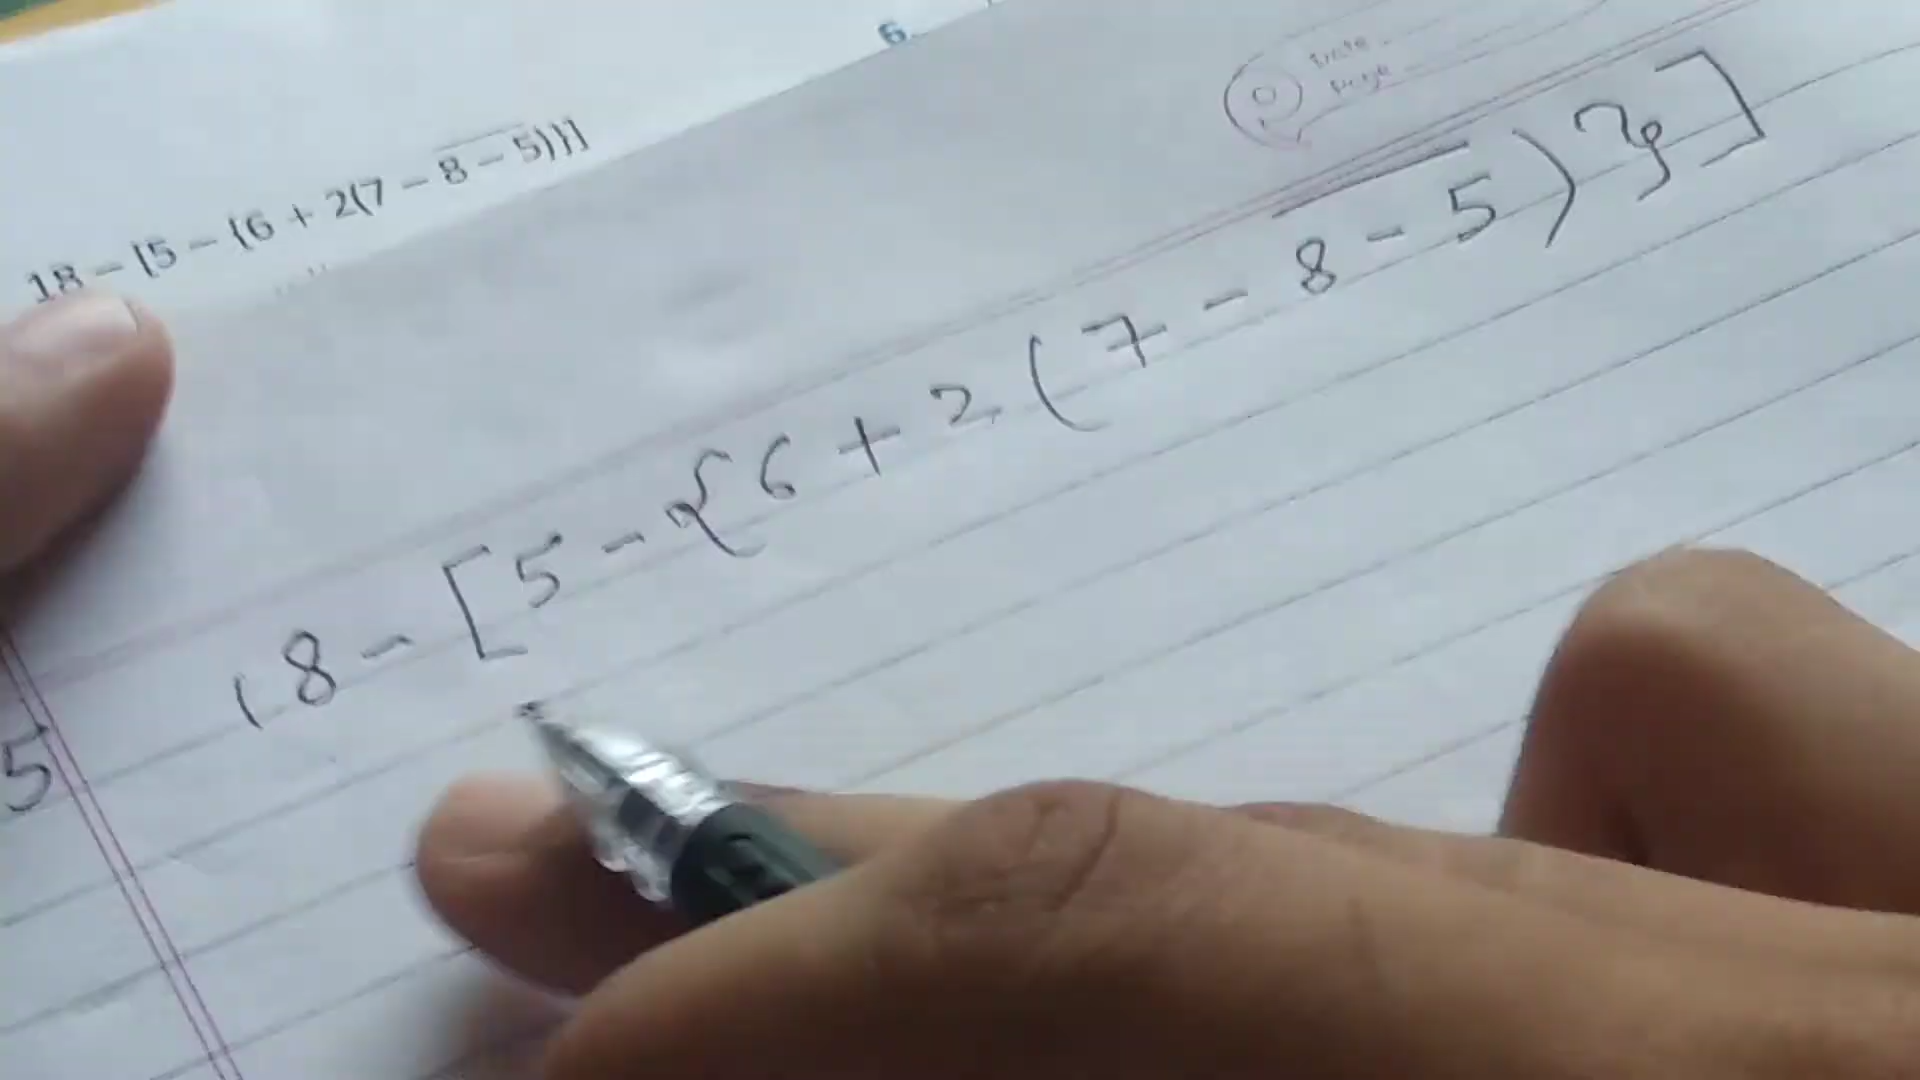 6.
Date
Page
18 - [5 - {6 + 2(7 - 8̅ ̅-̅ ̅5̅)}]
18 - [5 - {6 + 2(7 - 8̅ ̅-̅ ̅5̅)}]
5